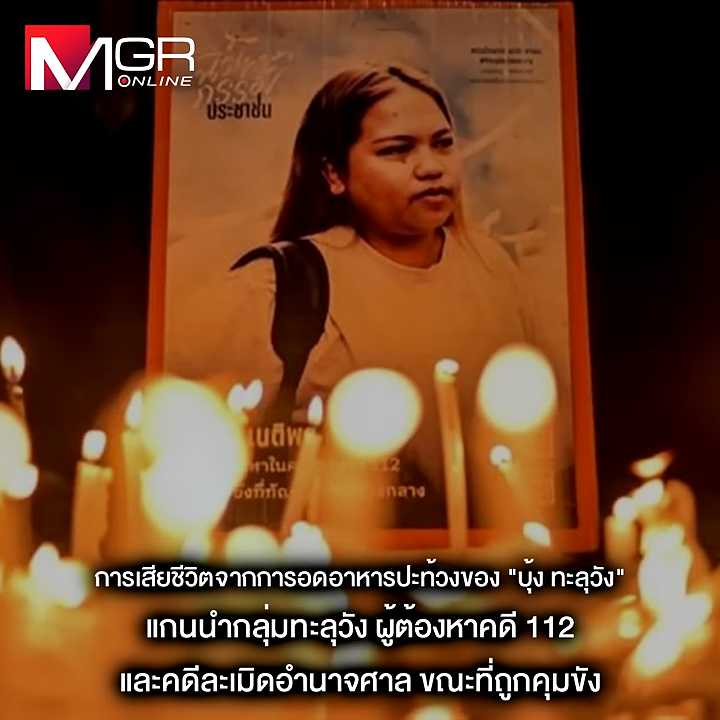 MGR
ONLINE
ประชาชน
112
การเสียชีวิตจากการอดอาหารประท้วงของ "บุ้ง ทะลุวัง"
แกนนำกลุ่มทะลุวัง ผู้ต้องหาคดี 112
และคดีละเมิดอำนาจศาล ขณะที่ถูกคุมขัง